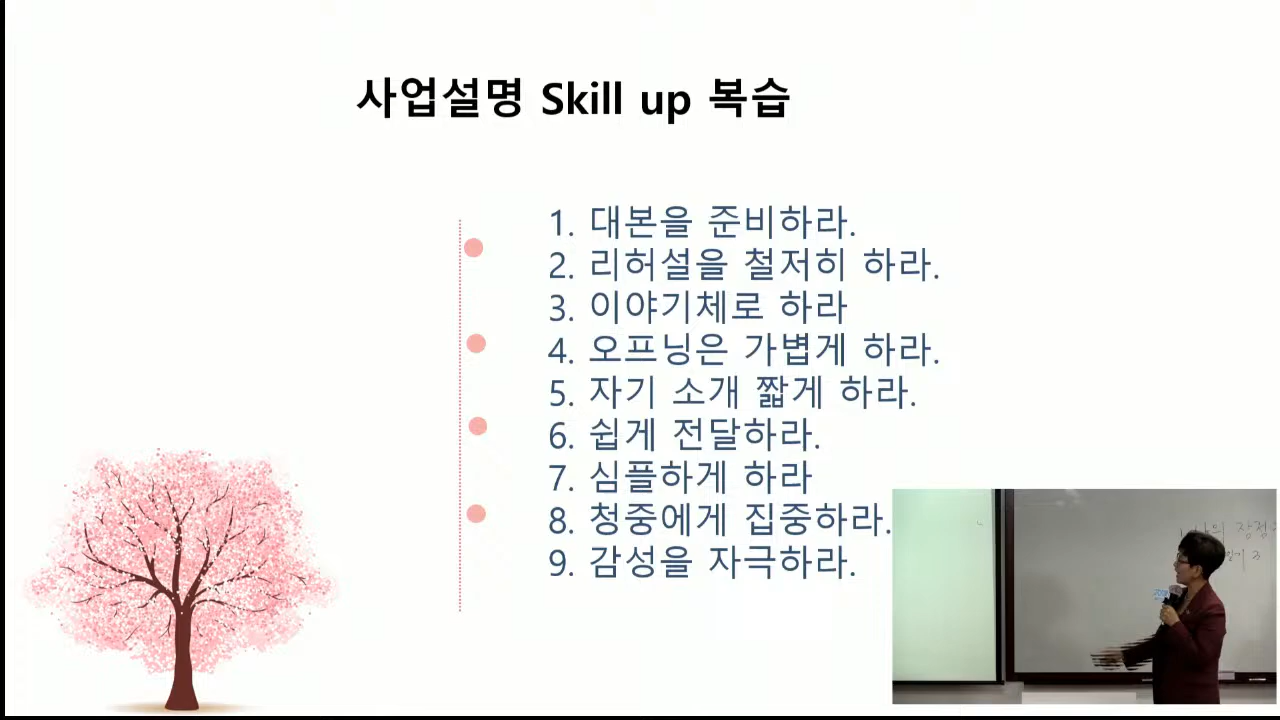 사업설명 Skill up 복습
1. 대본을 준비하라.
2. 리허설을 철저히 하라.
3. 이야기체로 하라
4. 오프닝은 가볍게 하라.
5. 자기 소개 짧게 하라.
6. 쉽게 전달하라.
7. 심플하게 하라
8. 청중에게 집중하라.
9. 감성을 자극하라.